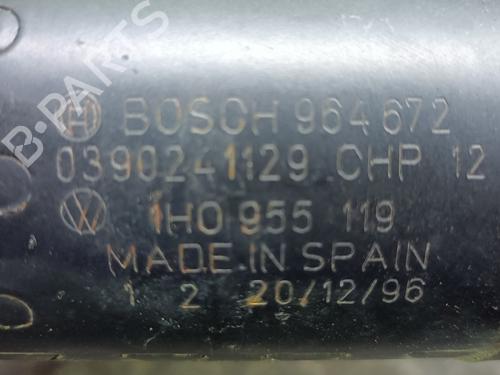 BOSCH 964 672
0390241129 CHP 12
1H0 955 119
MADE IN SPAIN
1 2 20/12/96
B-PARTS